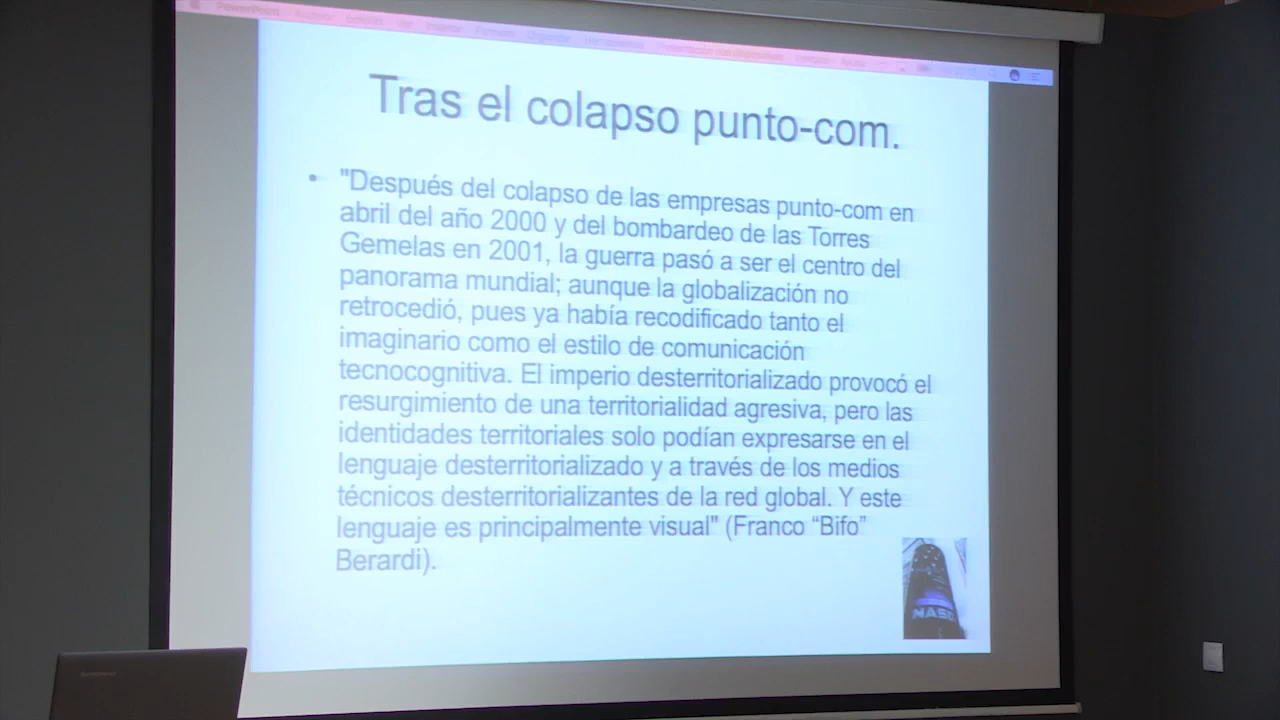 PowerPoint
Tras el colapso punto-com.
• "Después del colapso de las empresas punto-com en
abril del año 2000 y del bombardeo de las Torres
Gemelas en 2001, la guerra pasó a ser el centro del
panorama mundial; aunque la globalización no
retrocedió, pues ya había recodificado tanto el
imaginario como el estilo de comunicación
tecnocognitiva. El imperio desterritorializado provocó el
resurgimiento de una territorialidad agresiva, pero las
identidades territoriales solo podían expresarse en el
lenguaje desterritorializado y a través de los medios
técnicos desterritorializantes de la red global. Y este
lenguaje es principalmente visual" (Franco “Bifo”
Berardi).
NASD